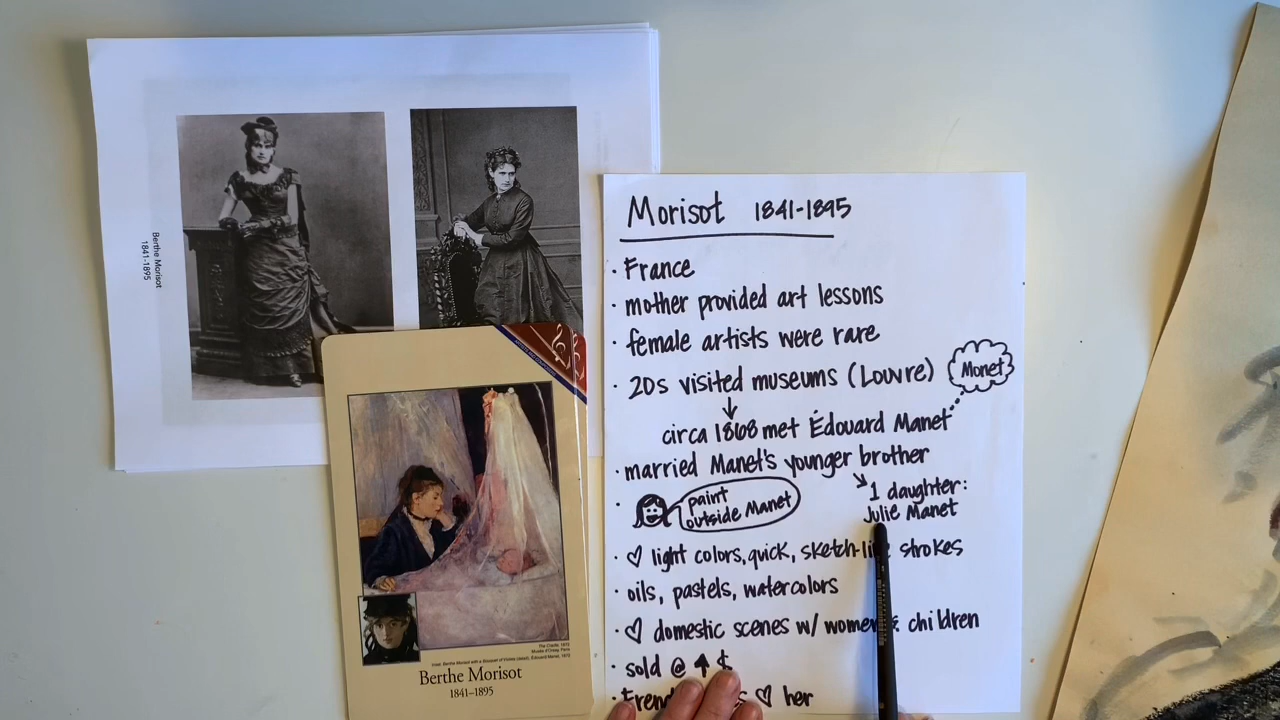 Berthe Morisot
1841-1895
Berthe Morisot
1841–1895
Morisot 1841-1895
· France
· mother provided art lessons
· female artists were rare
· 20s visited museums (Louvre)
Monet
↓
circa 1868 met Édouard Manet
· married Manet's younger brother
↘ 1 daughter:
Julie Manet
· paint
outside Manet
· ♡ light colors, quick, sketch-li strokes
· oils, pastels, watercolors
· ♡ domestic scenes w/ women & children
· sold @ ↑ $
· ♡ her